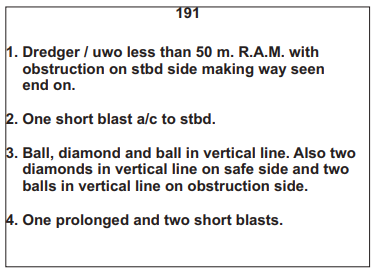 191
1. Dredger / uwo less than 50 m. R.A.M. with
obstruction on stbd side making way seen
end on.
2. One short blast a/c to stbd.
3. Ball, diamond and ball in vertical line. Also two
diamonds in vertical line on safe side and two
balls in vertical line on obstruction side.
4. One prolonged and two short blasts.